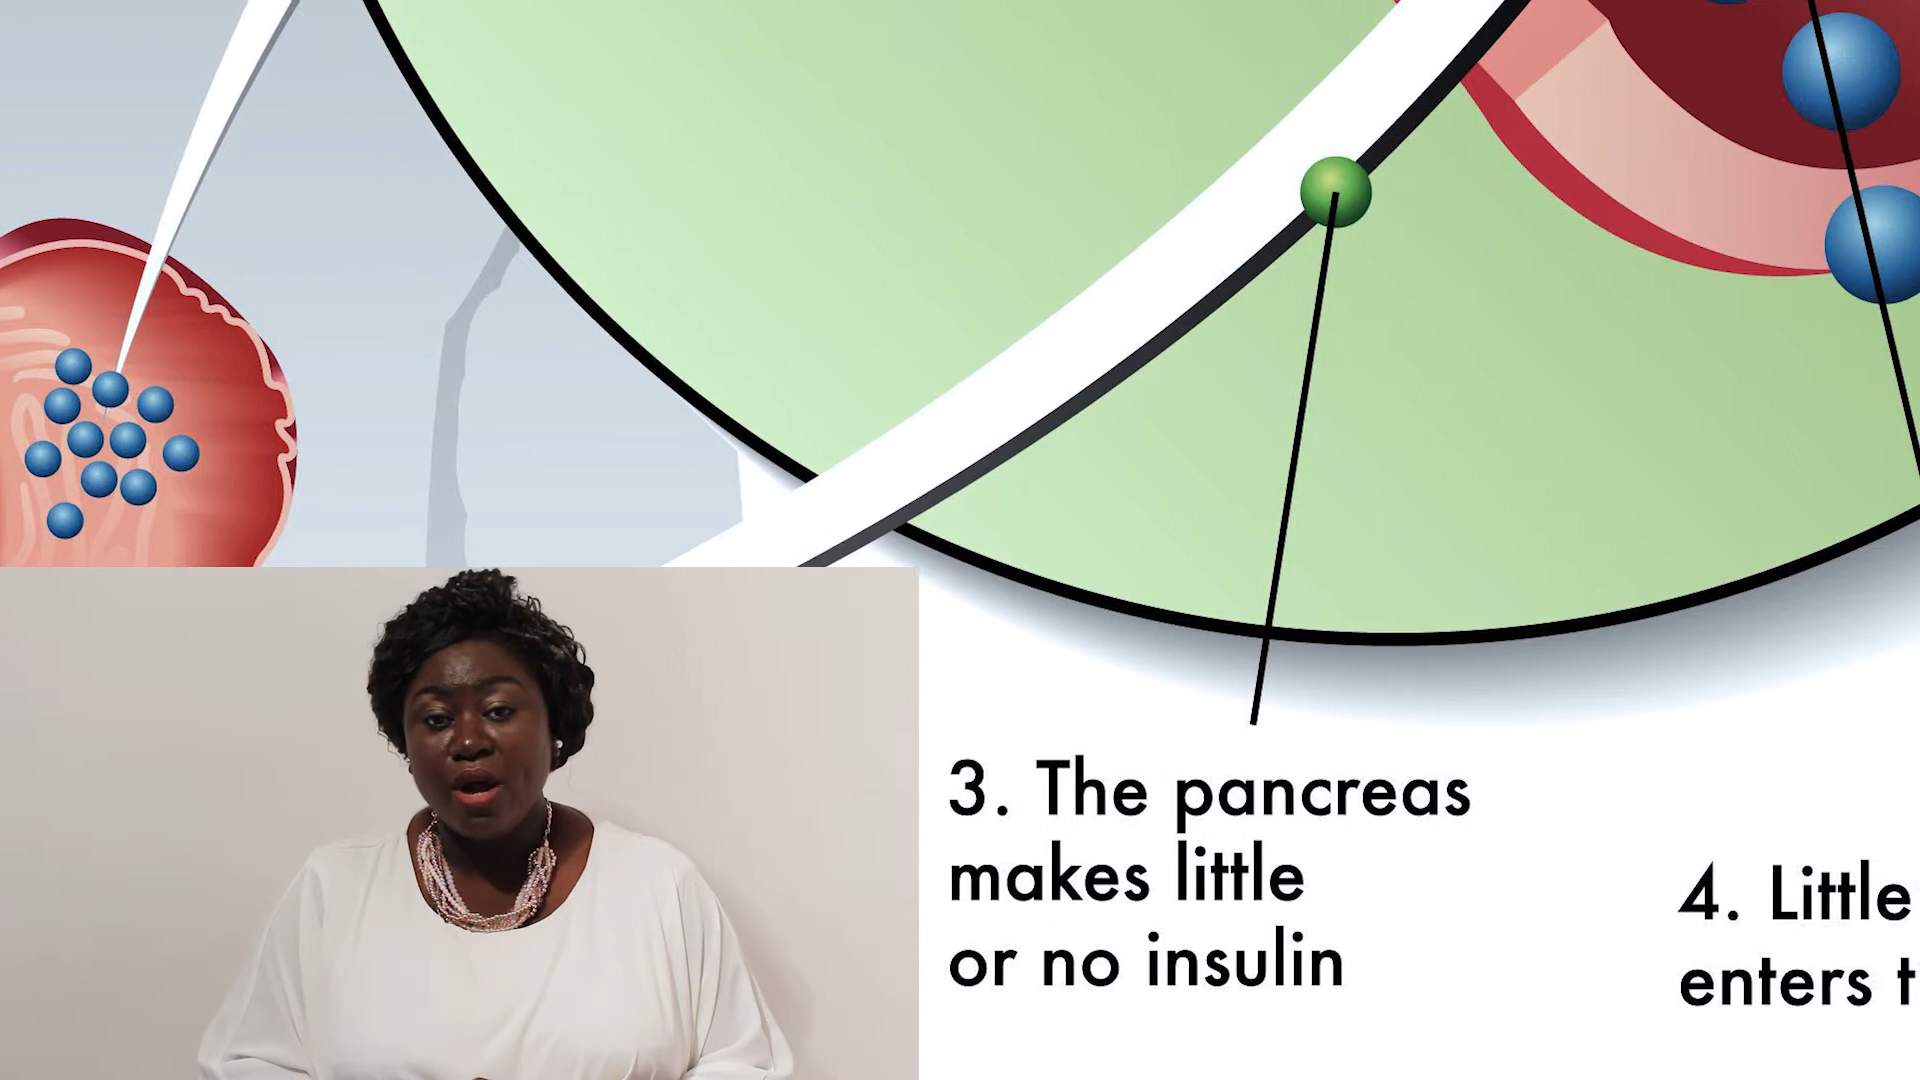 3. The pancreas
makes little
or no insulin
4. Little
enters t